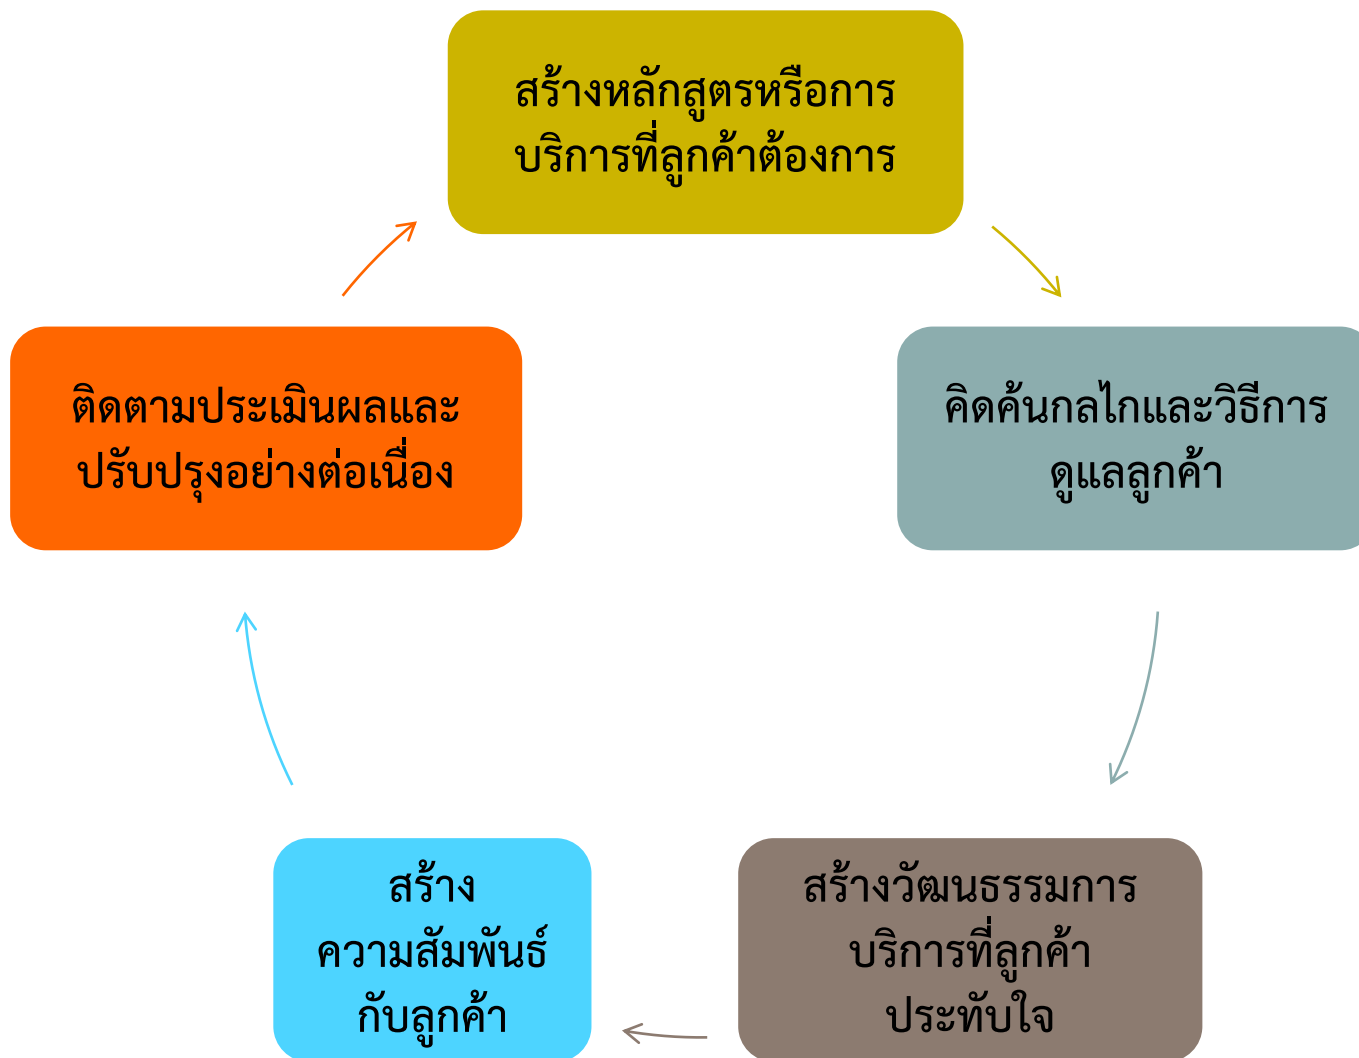 สร้างหลักสูตรหรือการ
บริการที่ลูกค้าต้องการ
คิดค้นกลไกและวิธีการ
ดูแลลูกค้า
สร้างวัฒนธรรมการ
บริการที่ลูกค้า
ประทับใจ
สร้าง
ความสัมพันธ์
กับลูกค้า
ติดตามประเมินผลและ
ปรับปรุงอย่างต่อเนื่อง